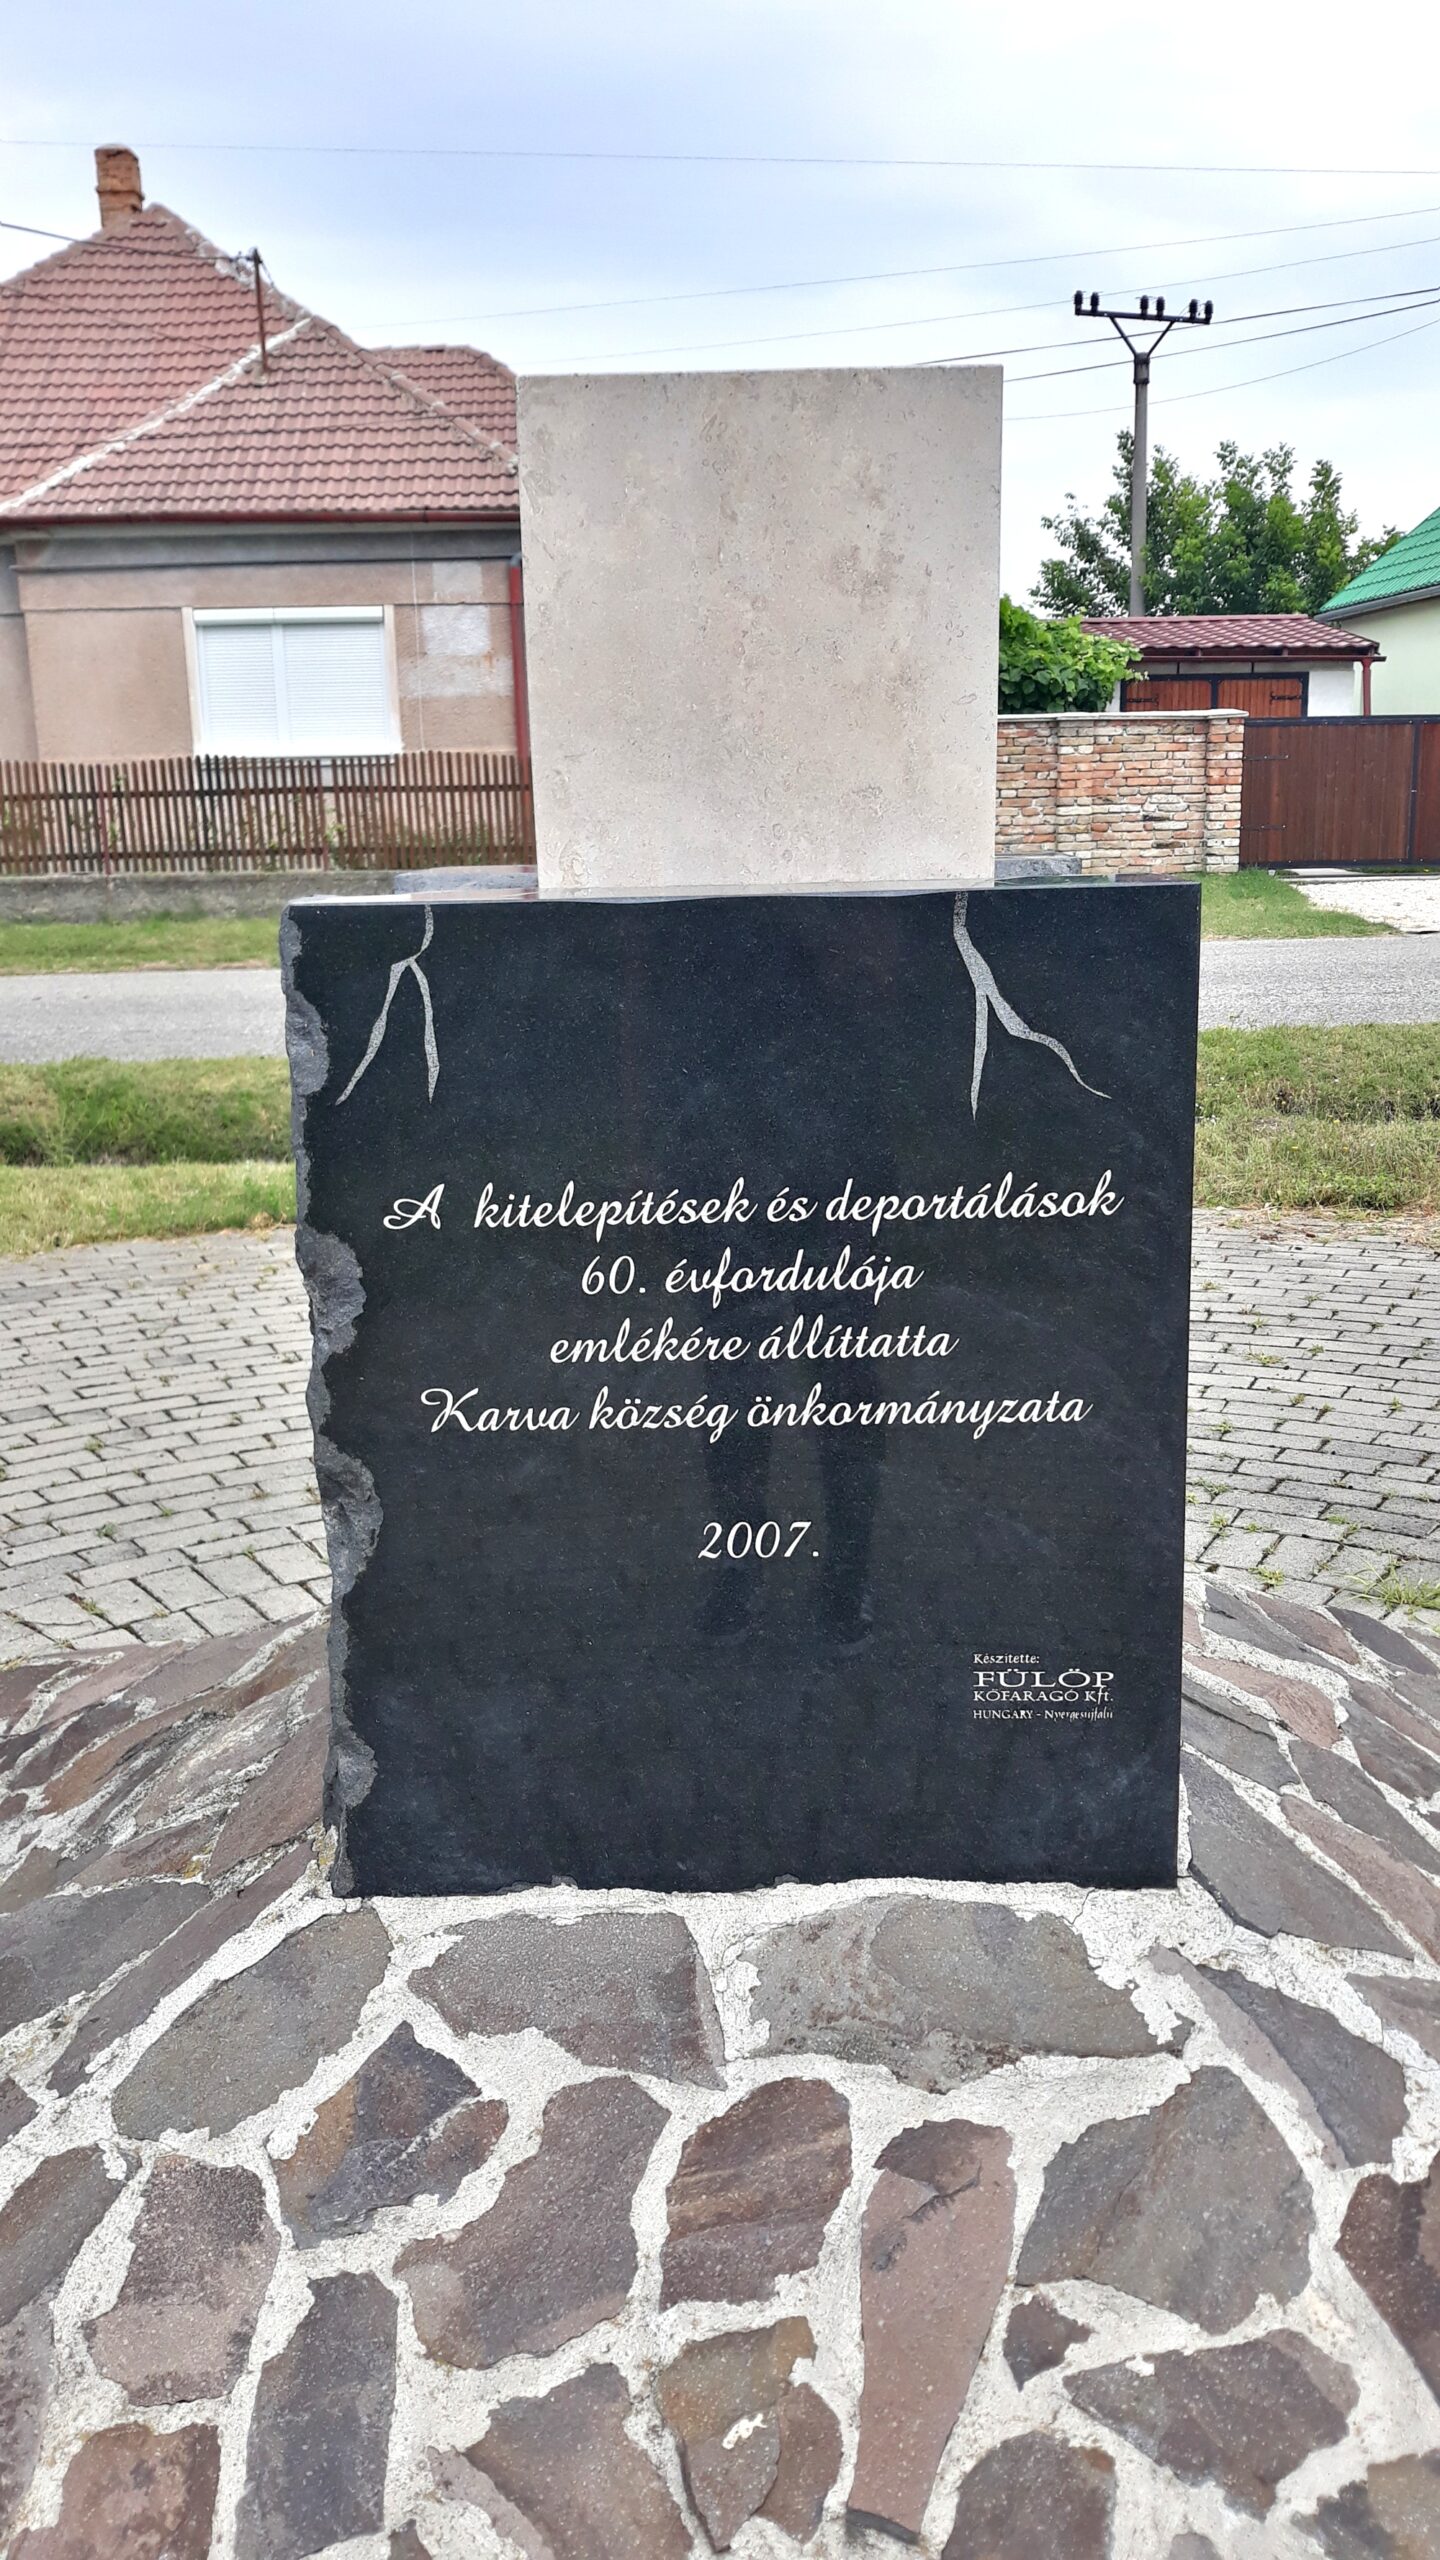 A kitelepítések és deportálások
60. évfordulója
emlékére állíttatta
Karva község önkormányzata
2007.
Készítette:
FÜLÖP
KŐFARAGÓ Kft.
HUNGARY - Nyergesújfalu